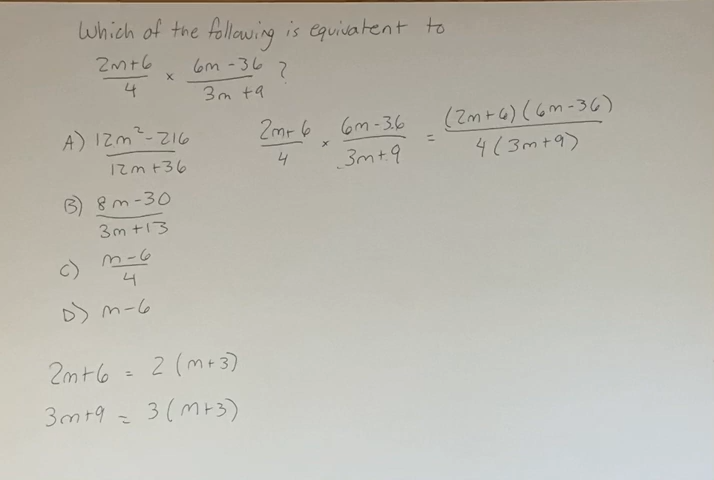 Which of the following is equivalent to
(2m+6)/4 × (6m-36)/(3m+9) ?
A) (12m²-216)/(12m+36)
(2m+6)/4 × (6m-36)/(3m+9) = ((2m+6)(6m-36))/(4(3m+9))
B) (8m-30)/(3m+13)
C) (m-6)/4
D) m-6
2m+6 = 2(m+3)
3m+9 = 3(m+3)